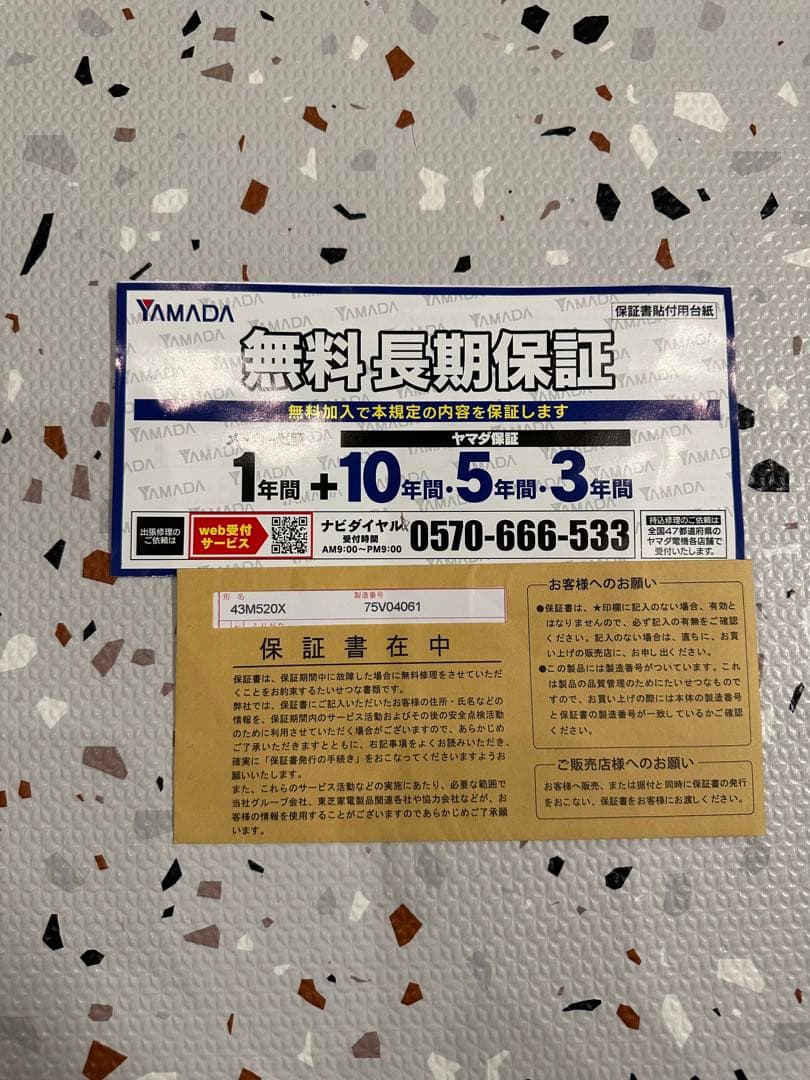 YAMADA
保証書貼付用台紙
無料長期保証
無料加入で本規定の内容を保証します
ヤマダ保証
1年間+10年間・5年間・3年間
出張修理の
ご依頼は
web受付
サービス
ナビダイヤル
受付時間
AM9:00~PM9:00
0570-666-533
持込修理のご依頼は
全国47都道府県の
ヤマダ電機各店舗で
受付いたします。
形名
製造番号
43M520X
75V04061
保証書在中
保証書は、保証期間中に故障した場合に無料修理をさせていただ
くことをお約束するたいせつな書類です。
弊社では、保証書にご記入いただいたお客様の住所・氏名などの
情報を、保証期間内のサービス活動およびその後の安全点検活動
のために利用させていただく場合がございますので、あらかじめ
ご了承いただきますとともに、右記事項をよくお読みいただき、
確実に「保証書発行の手続き」をおこなってくださいますようお
願いいたします。
また、これらのサービス活動などの実施にあたり、必要な範囲で
当社グループ会社、東芝家電製品関連各社や協力会社などが、お
客様の情報を使用することがございますのであらかじめご了承願
います。
お客様へのお願い
●保証書は、★印欄に記入のない場合、有効と
はなりませんので、必ず記入の有無をご確認
ください。記入のない場合は、直ちに、お買
い上げの販売店に、お申し出ください。
●この製品には製造番号がついています。これ
は製品の品質管理のためにたいせつなもので
すので、お買い上げの際には本体の製造番号
と保証書の製造番号が一致しているかご確認
ください。
ご販売店様へのお願い
お客様へ販売、または据付と同時に保証書の発行
をおこない、保証書をお客様にお渡しください。